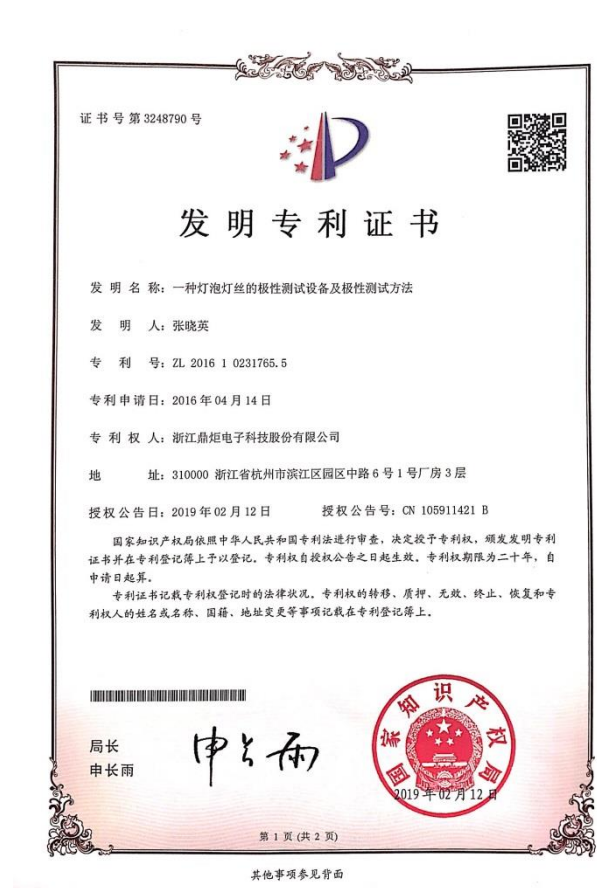 证书号第3248790号
发明专利证书
发明名称：一种灯泡灯丝的极性测试设备及极性测试方法
发明人：张晓英
专利号：ZL 2016 1 0231765.5
专利申请日：2016年04月14日
专利权人：浙江鼎炬电子科技股份有限公司
地址：310000 浙江省杭州市滨江区园区中路6号1号厂房3层
授权公告日：2019年02月12日 授权公告号：CN 105911421 B
国家知识产权局依照中华人民共和国专利法进行审查，决定授予专利权，颁发发明专利
证书并在专利登记簿上予以登记。专利权自授权公告之日起生效。专利权期限为二十年，自
申请日起算。
专利证书记载专利权登记时的法律状况。专利权的转移、质押、无效、终止、恢复和专
利权人的姓名或名称、国籍、地址变更等事项记载在专利登记簿上。
局长
申长雨
申长雨
国家知识产权局
2019年02月12日
第 1 页 (共 2 页)
其他事项参见背面